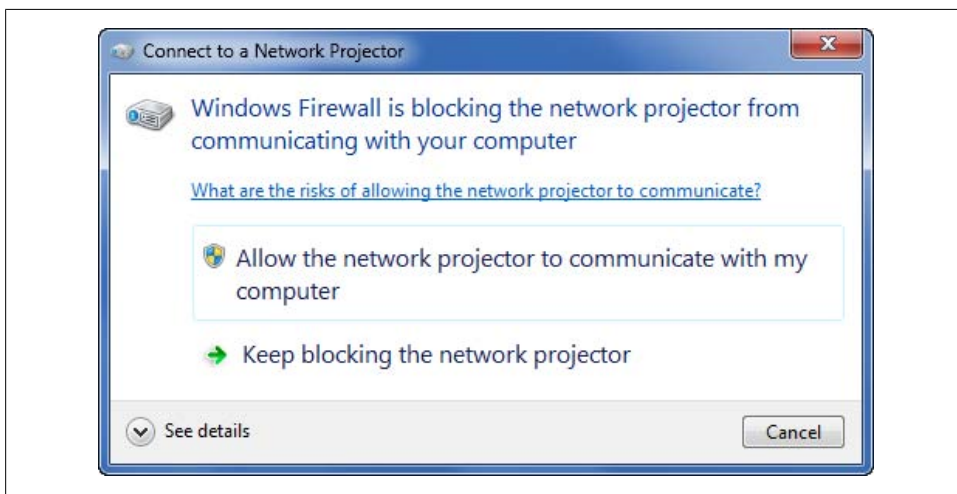 Connect to a Network Projector
Windows Firewall is blocking the network projector from
communicating with your computer
What are the risks of allowing the network projector to communicate?
Allow the network projector to communicate with my
computer
Keep blocking the network projector
See details
Cancel